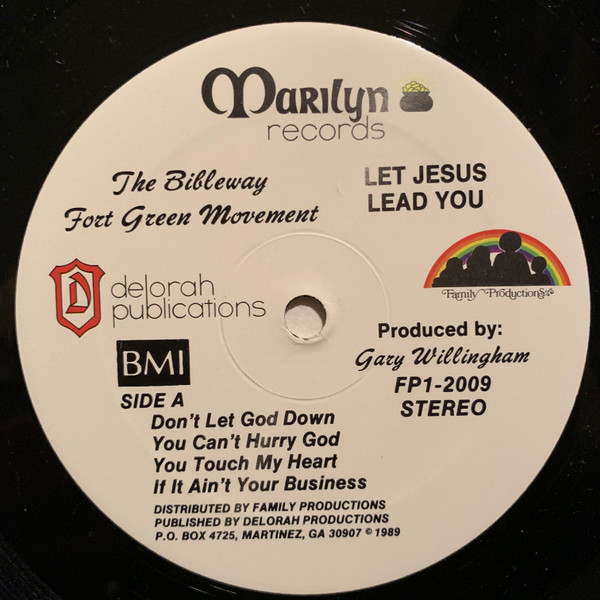 Marilyn
records
The Bibleway
Fort Green Movement
LET JESUS
LEAD YOU
Family Productions
D
delorah
publications
BMI
Produced by:
Gary Willingham
FP1-2009
STEREO
SIDE A
Don't Let God Down
You Can't Hurry God
You Touch My Heart
If It Ain't Your Business
DISTRIBUTED BY FAMILY PRODUCTIONS
PUBLISHED BY DELORAH PRODUCTIONS
P.O. BOX 4725, MARTINEZ, GA 30907 © 1989